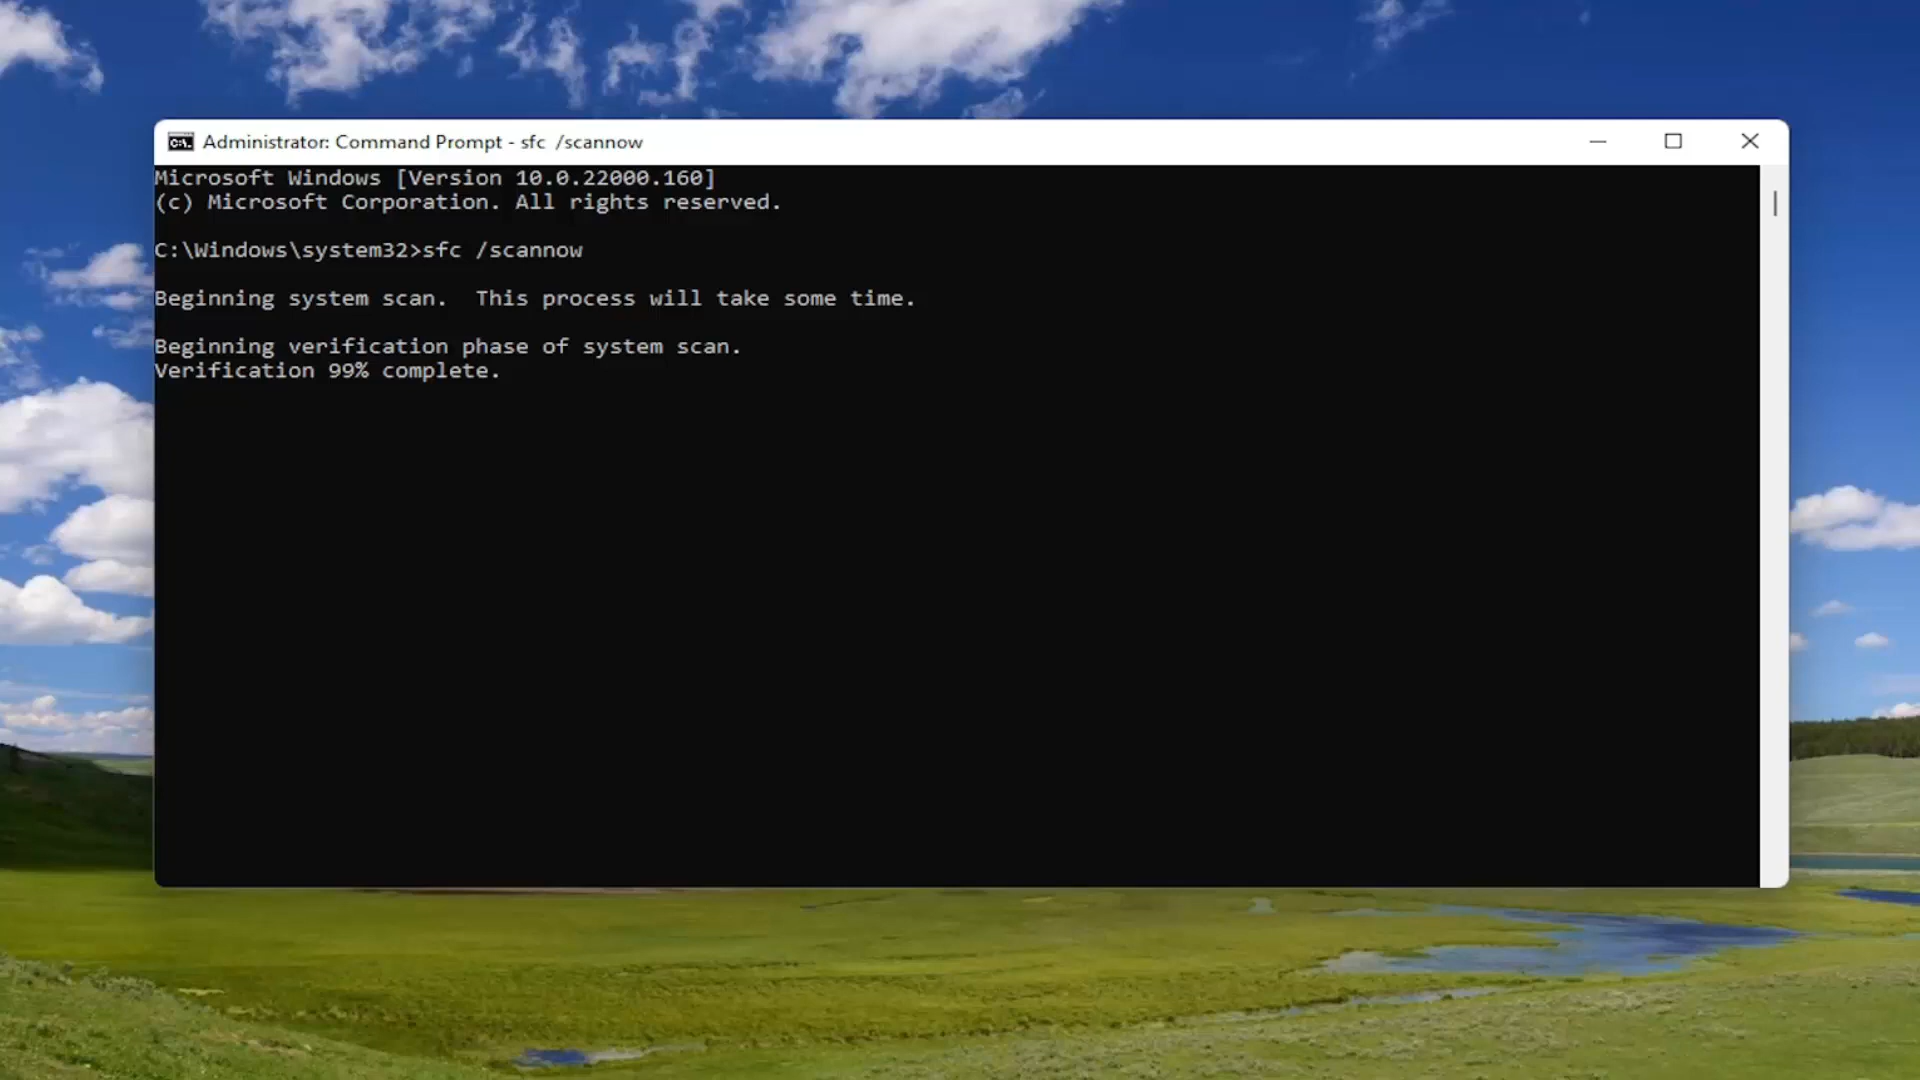 Administrator: Command Prompt - sfc  /scannow
Microsoft Windows [Version 10.0.22000.160]
(c) Microsoft Corporation. All rights reserved.
C:\Windows\system32>sfc /scannow
Beginning system scan.  This process will take some time.
Beginning verification phase of system scan.
Verification 99% complete.